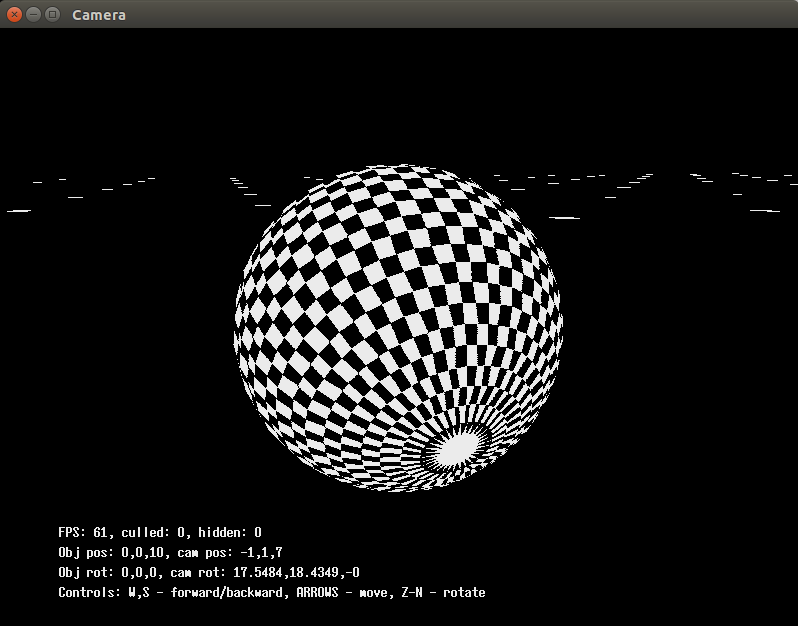 Camera
FPS: 61, culled: 0, hidden: 0
Obj pos: 0,0,10, cam pos: -1,1,7
Obj rot: 0,0,0, cam rot: 17.5484,18.4349,-0
Controls: W,S - forward/backward, ARROWS - move, Z-N - rotate